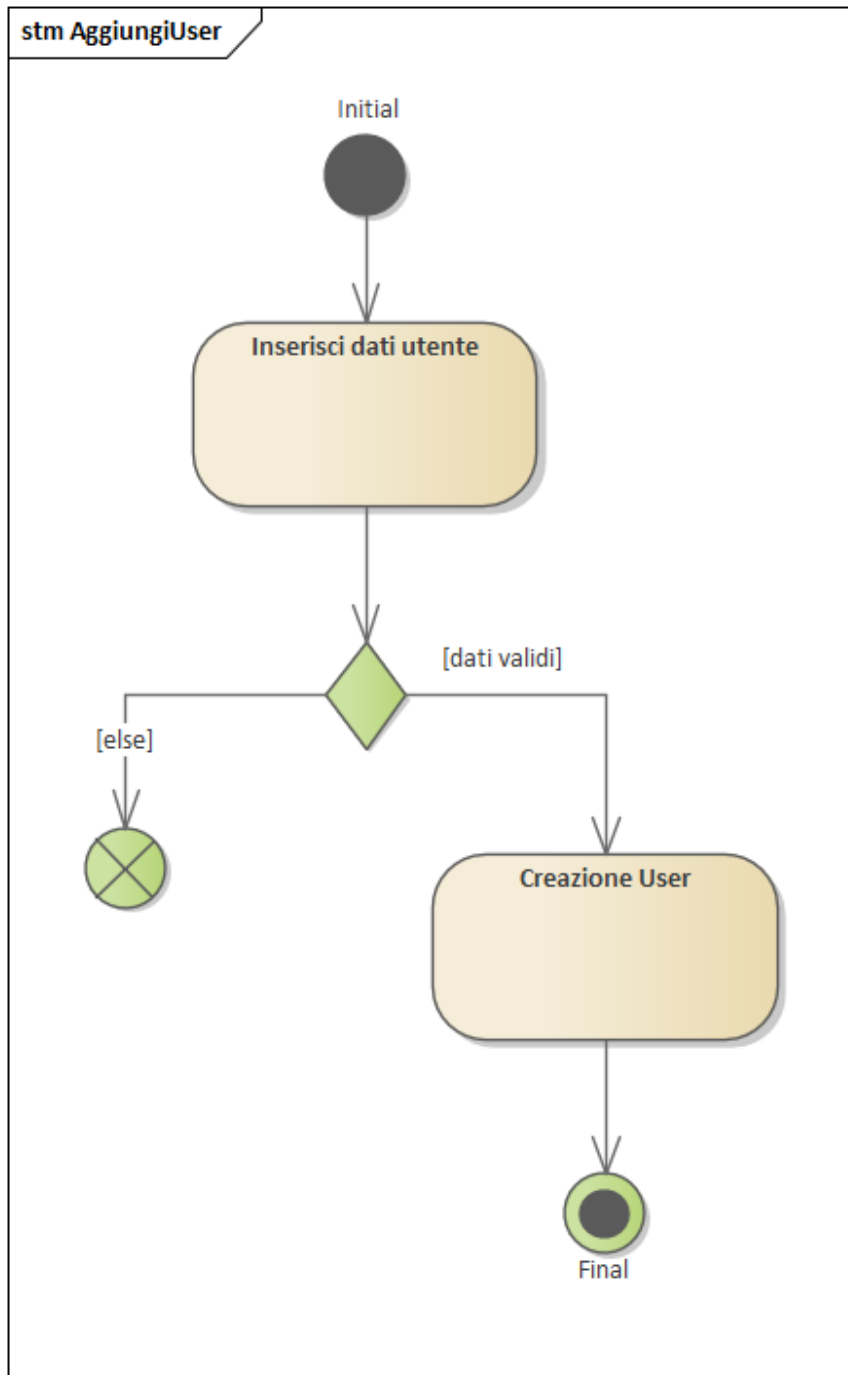 stm AggiungiUser
Initial
Inserisci dati utente
[dati validi]
[else]
Creazione User
Final